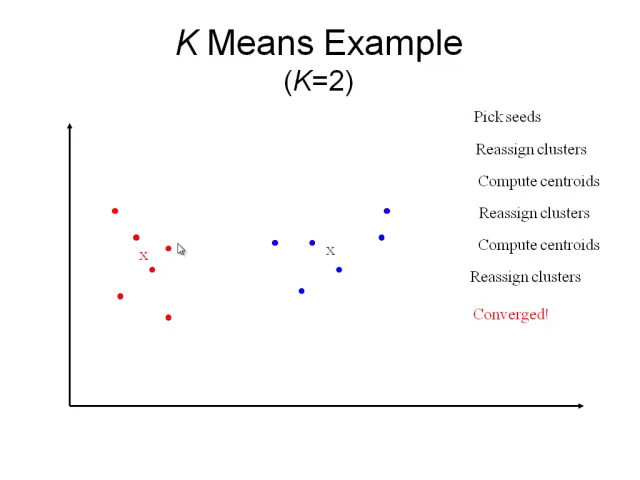 K Means Example
(K=2)
Pick seeds
Reassign clusters
Compute centroids
Reassign clusters
Compute centroids
Reassign clusters
Converged!
x
x